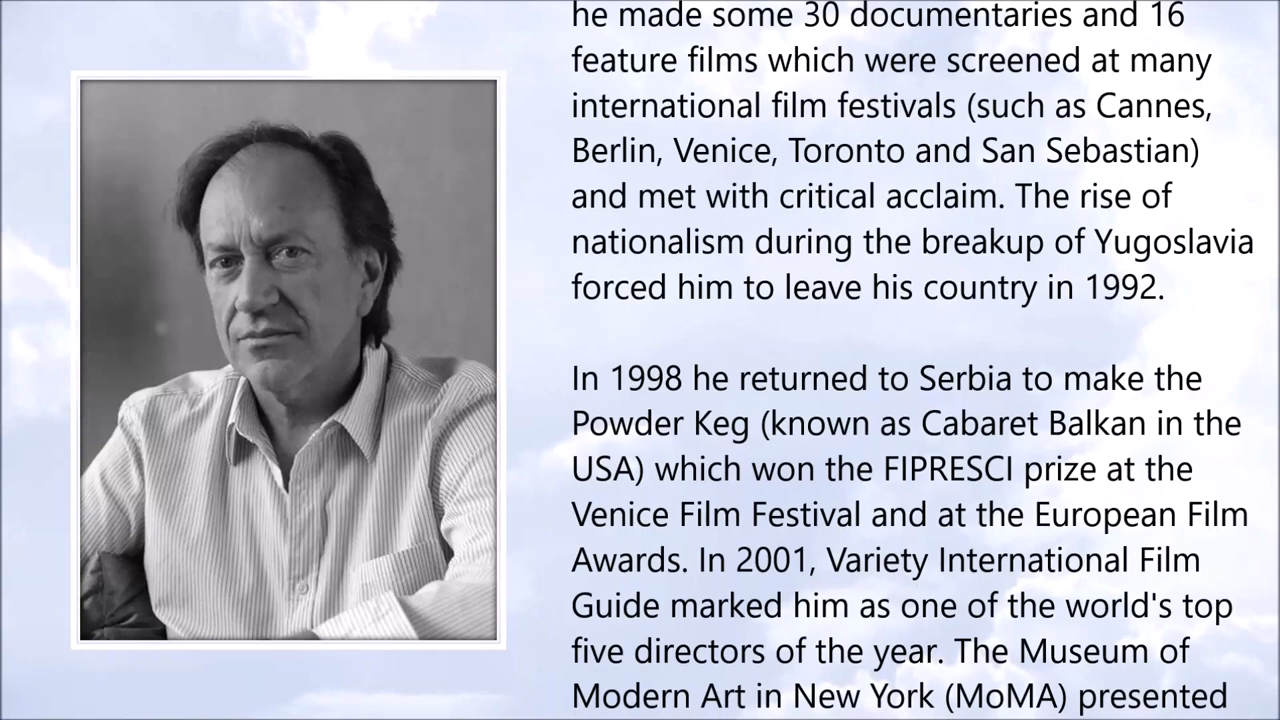 he made some 30 documentaries and 16
feature films which were screened at many
international film festivals (such as Cannes,
Berlin, Venice, Toronto and San Sebastian)
and met with critical acclaim. The rise of
nationalism during the breakup of Yugoslavia
forced him to leave his country in 1992.
In 1998 he returned to Serbia to make the
Powder Keg (known as Cabaret Balkan in the
USA) which won the FIPRESCI prize at the
Venice Film Festival and at the European Film
Awards. In 2001, Variety International Film
Guide marked him as one of the world's top
five directors of the year. The Museum of
Modern Art in New York (MoMA) presented